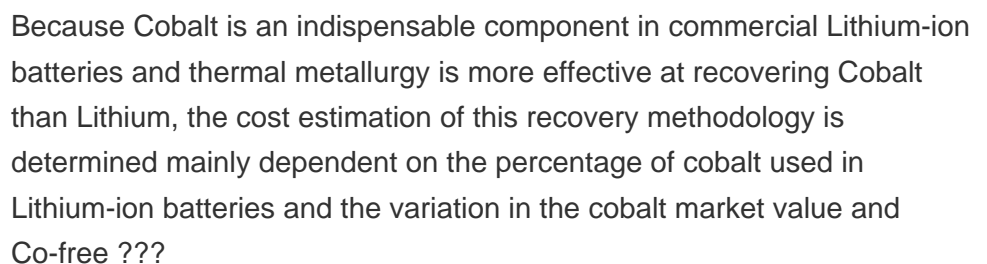 Because Cobalt is an indispensable component in commercial Lithium-ion
batteries and thermal metallurgy is more effective at recovering Cobalt
than Lithium, the cost estimation of this recovery methodology is
determined mainly dependent on the percentage of cobalt used in
Lithium-ion batteries and the variation in the cobalt market value and
Co-free ???